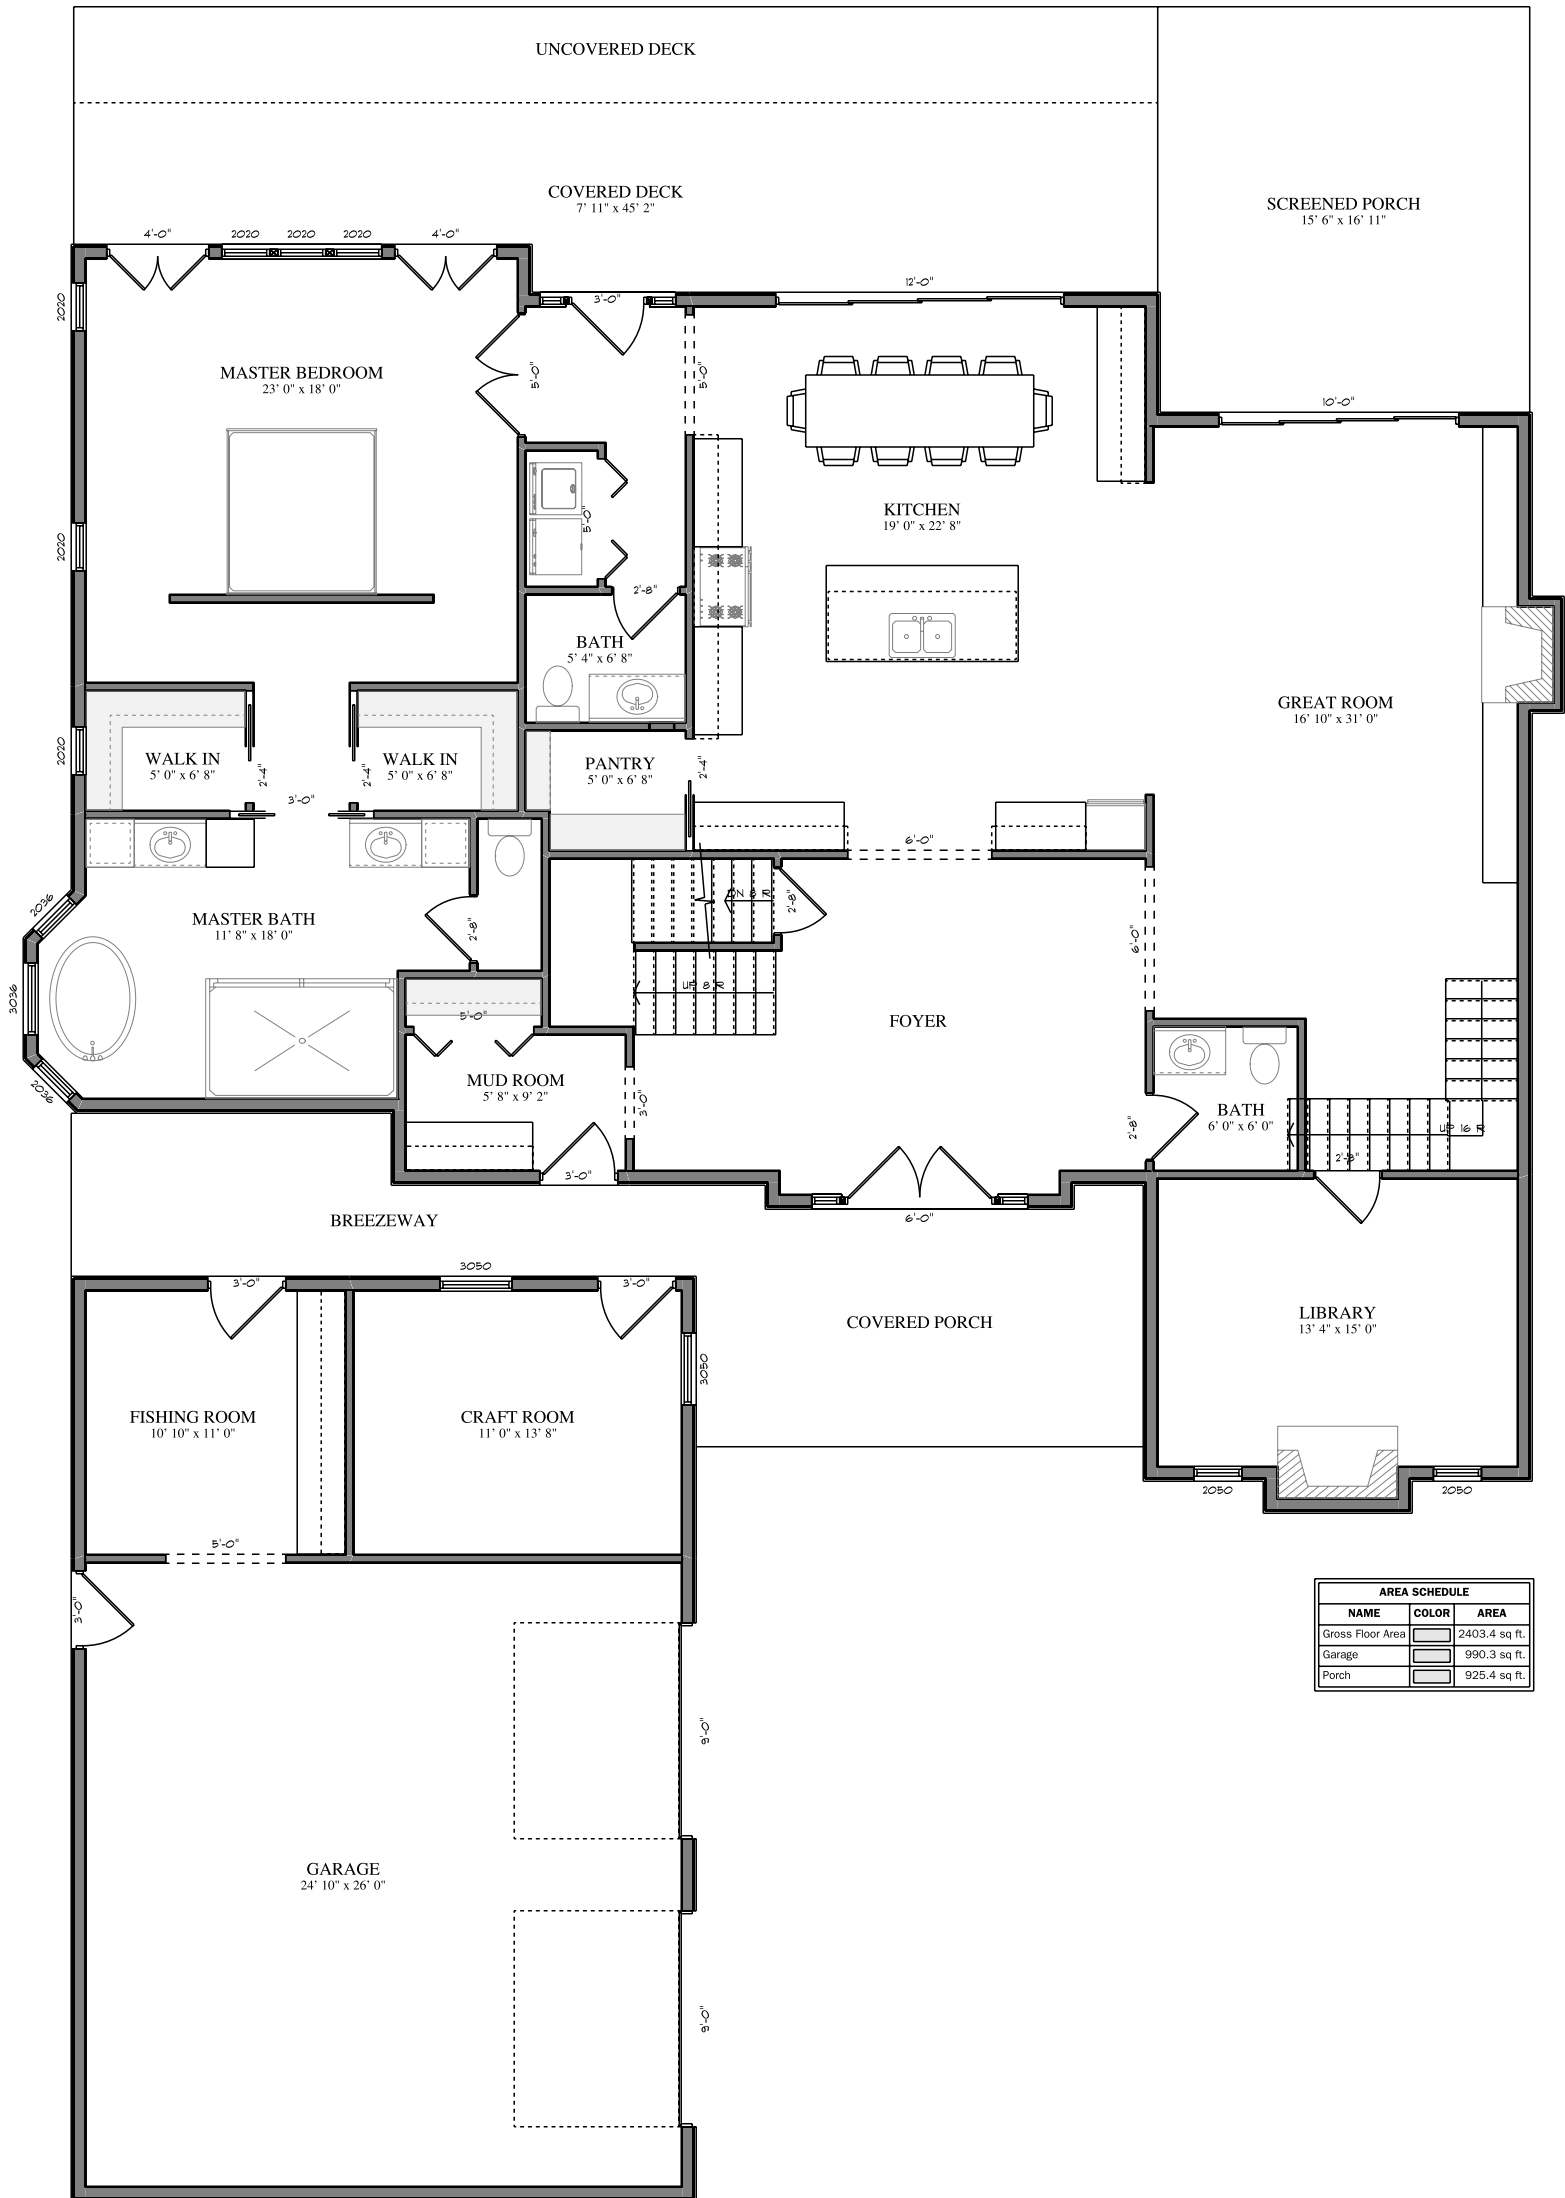 UNCOVERED DECK
COVERED DECK
7' 11" x 45' 2"
SCREENED PORCH
15' 6" x 16' 11"
4'-0"
2020
2020
2020
4'-0"
12'-0"
2020
3'-0"
5'-0"
5'-0"
MASTER BEDROOM
23' 0" x 18' 0"
10'-0"
2020
5'-0"
KITCHEN
19' 0" x 22' 8"
2'-8"
BATH
5' 4" x 6' 8"
GREAT ROOM
16' 10" x 31' 0"
2020
WALK IN
5' 0" x 6' 8"
2'-4"
2'-4"
WALK IN
5' 0" x 6' 8"
PANTRY
5' 0" x 6' 8"
2'-4"
3'-0"
6'-0"
2036
DN 8 R
2'-8"
MASTER BATH
11' 8" x 18' 0"
2'-8"
6'-0"
3036
UP 8 R
5'-0"
FOYER
MUD ROOM
5' 8" x 9' 2"
2036
3'-0"
BATH
6' 0" x 6' 0"
2'-8"
UP 16 R
2'-8"
3'-0"
6'-0"
BREEZEWAY
3050
3'-0"
3'-0"
COVERED PORCH
LIBRARY
13' 4" x 15' 0"
3050
FISHING ROOM
10' 10" x 11' 0"
CRAFT ROOM
11' 0" x 13' 8"
2050
2050
5'-0"
3'-0"
AREA SCHEDULE
NAME COLOR AREA
Gross Floor Area 2403.4 sq ft.
Garage 990.3 sq ft.
Porch 925.4 sq ft.
9'-0"
GARAGE
24' 10" x 26' 0"
9'-0"